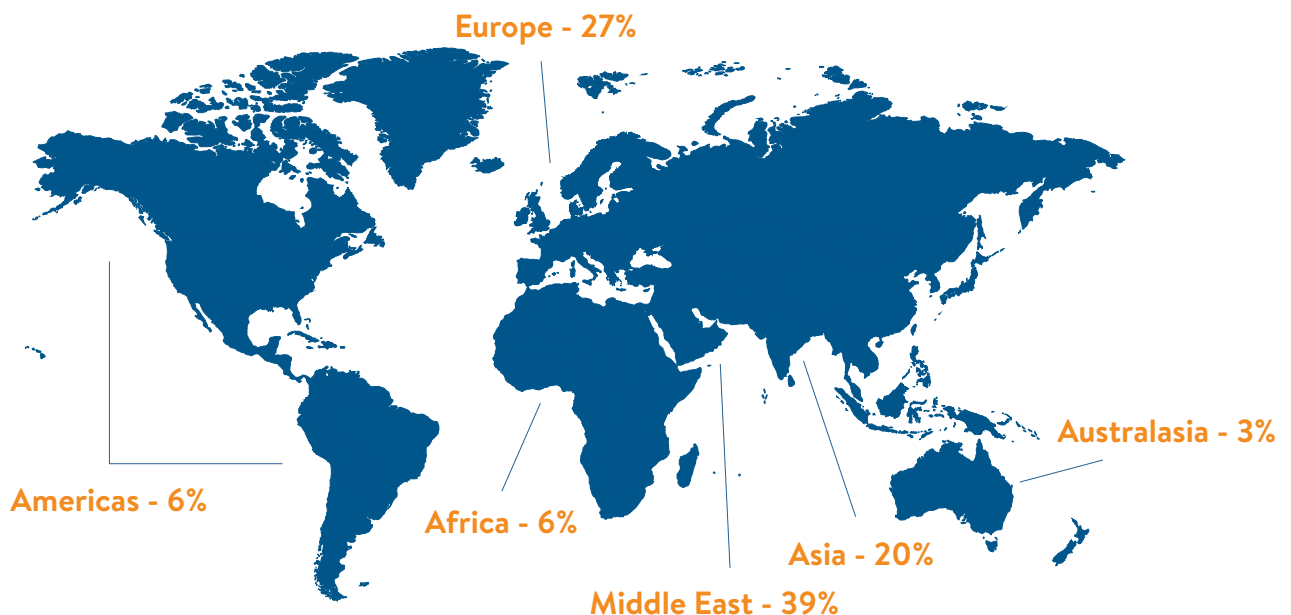 Europe - 27%
Australasia - 3%
Americas - 6%
Africa - 6%
Asia - 20%
Middle East - 39%